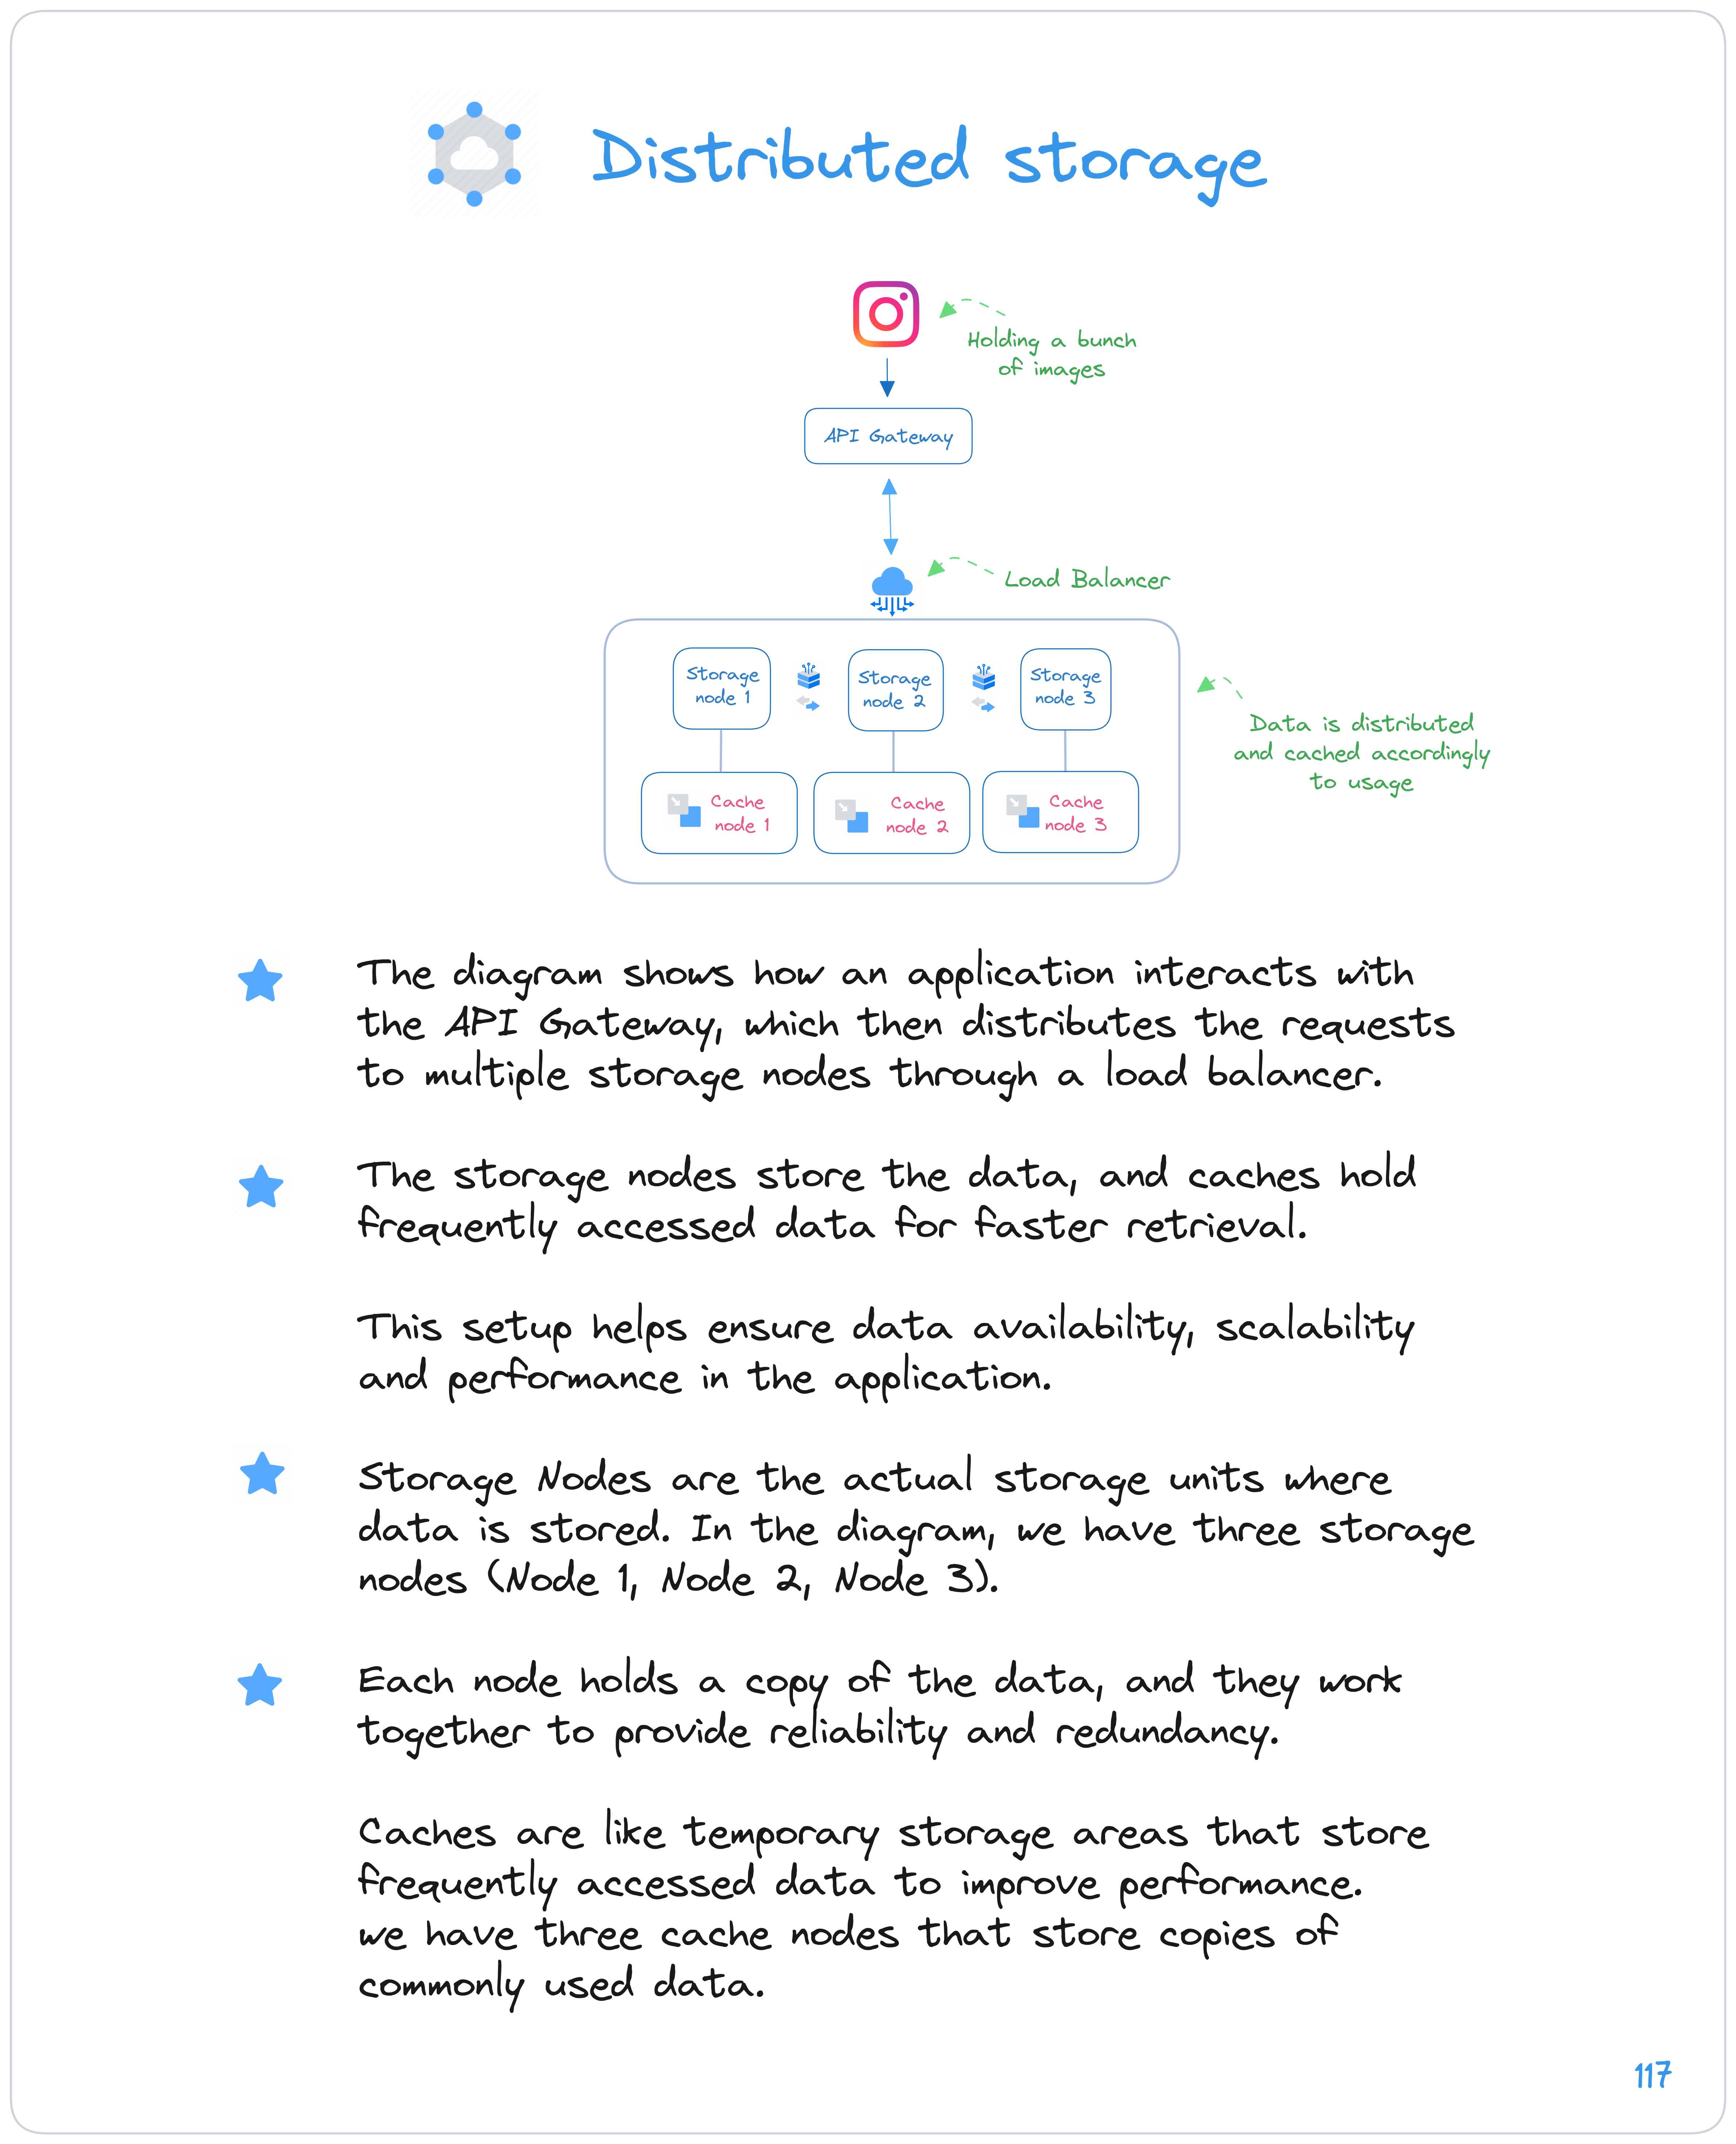 Distributed storage
Holding a bunch
of images
API Gateway
Load Balancer
Storage
node 1
Storage
node 2
Storage
node 3
Data is distributed
and cached accordingly
to usage
Cache
node 1
Cache
node 2
Cache
node 3
The diagram shows how an application interacts with
the API Gateway, which then distributes the requests
to multiple storage nodes through a load balancer.
The storage nodes store the data, and caches hold
frequently accessed data for faster retrieval.
This setup helps ensure data availability, scalability
and performance in the application.
Storage Nodes are the actual storage units where
data is stored. In the diagram, we have three storage
nodes (Node 1, Node 2, Node 3).
Each node holds a copy of the data, and they work
together to provide reliability and redundancy.
Caches are like temporary storage areas that store
frequently accessed data to improve performance.
we have three cache nodes that store copies of
commonly used data.
117